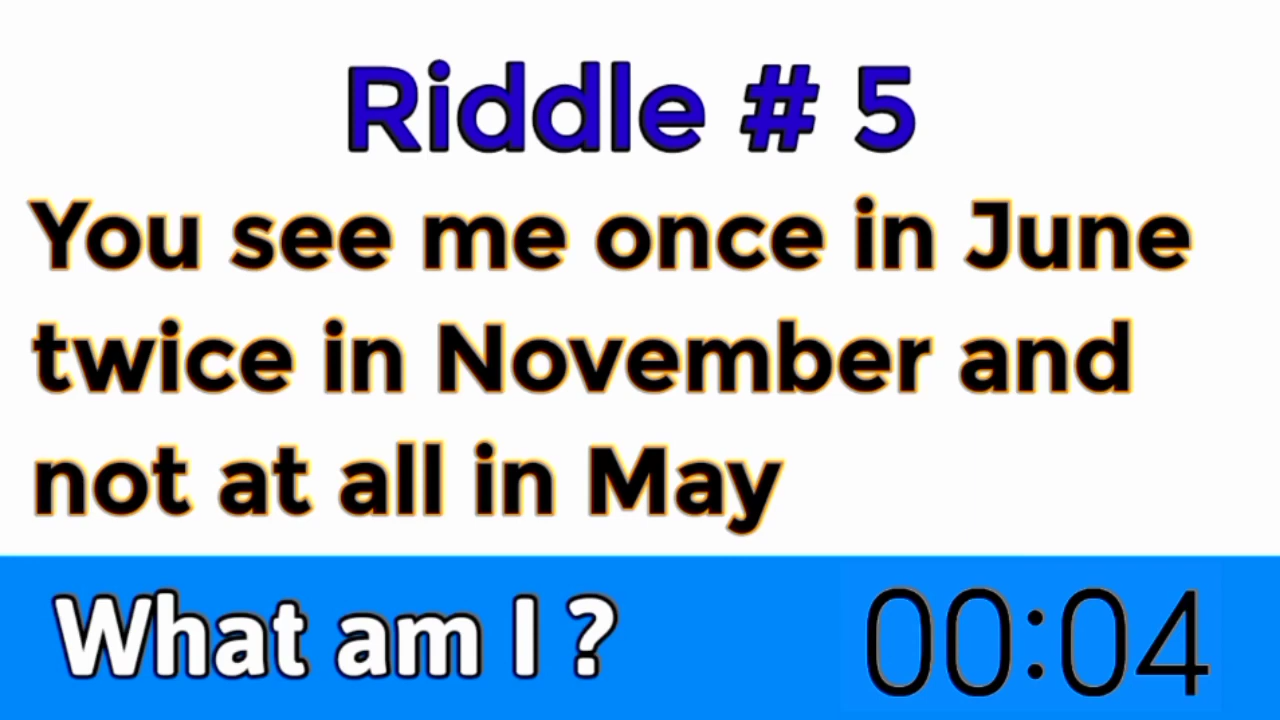 Riddle # 5
You see me once in June
twice in November and
not at all in May
What am I ?
00:04